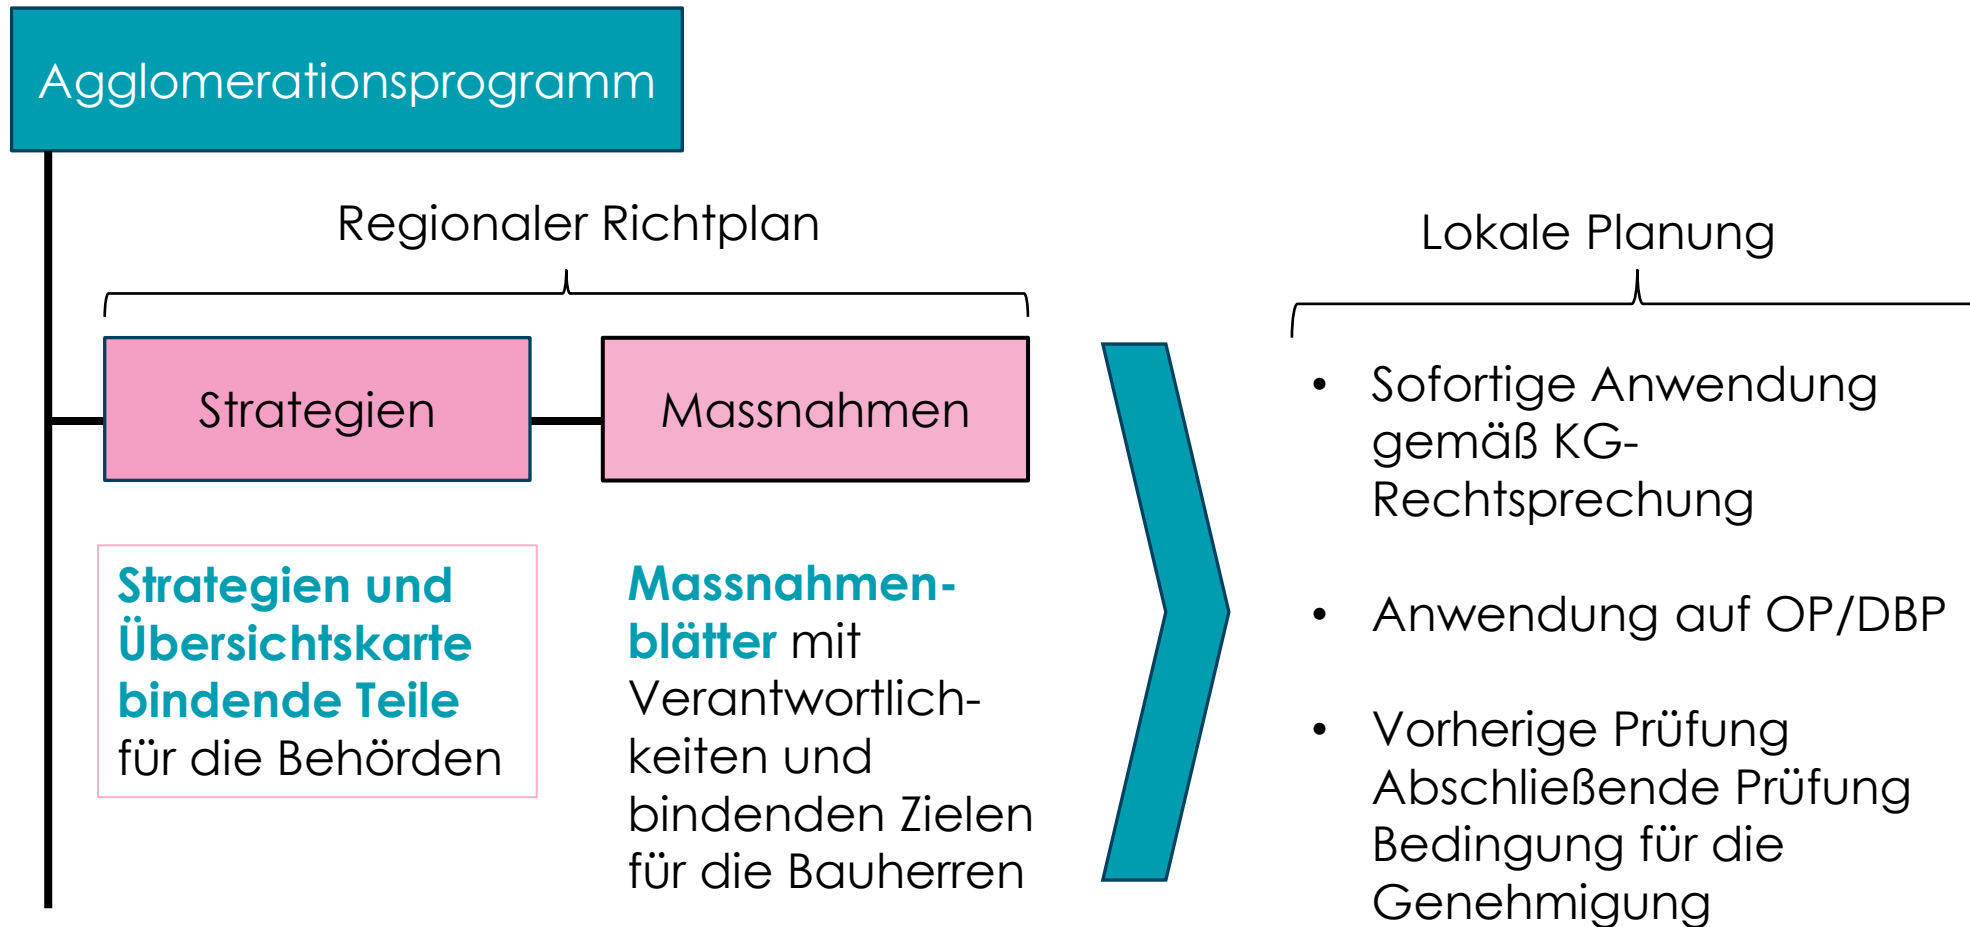 Agglomerationsprogramm
Regionaler Richtplan
Strategien
Massnahmen
Strategien und
Übersichtskarte
bindende Teile
für die Behörden
Massnahmen-
blätter mit
Verantwortlich-
keiten und
bindenden Zielen
für die Bauherren
Lokale Planung
• Sofortige Anwendung
gemäß KG-
Rechtsprechung
• Anwendung auf OP/DBP
• Vorherige Prüfung
Abschließende Prüfung
Bedingung für die
Genehmigung